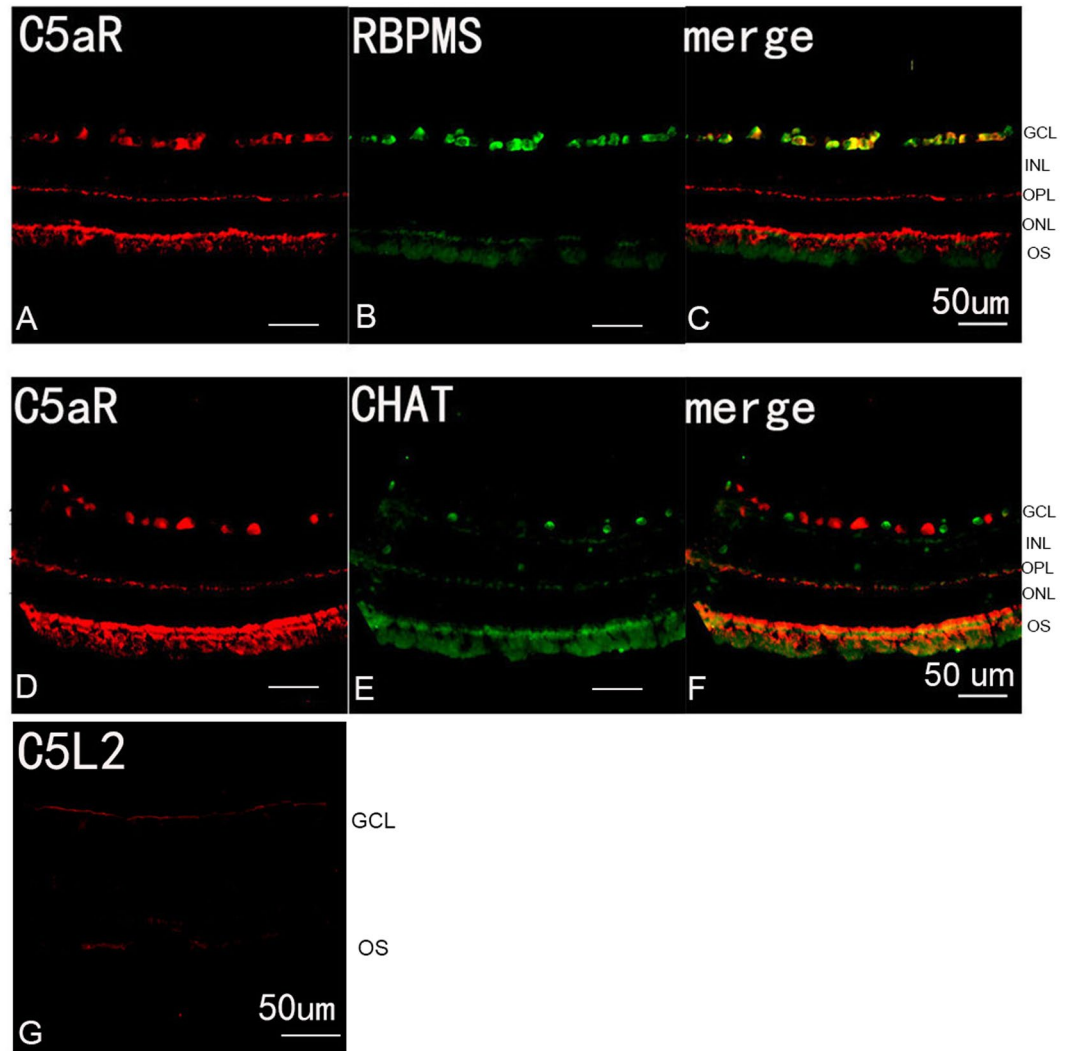 C5aR
RBPMS
merge
GCL
INL
OPL
ONL
OS
50um
A
B
C
C5aR
CHAT
merge
GCL
INL
OPL
ONL
OS
50 um
D
E
F
C5L2
GCL
OS
50um
G